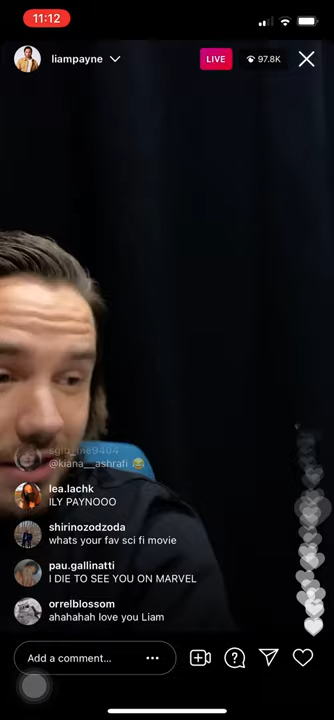 11:12
liampayne
LIVE
97.8K
sgitu_me9404
@kiana__ashrafi 😂
lea.lachk
ILY PAYNOOO
shirinozodzoda
whats your fav sci fi movie
pau.gallinatti
I DIE TO SEE YOU ON MARVEL
orrelblossom
ahahahah love you Liam
Add a comment...